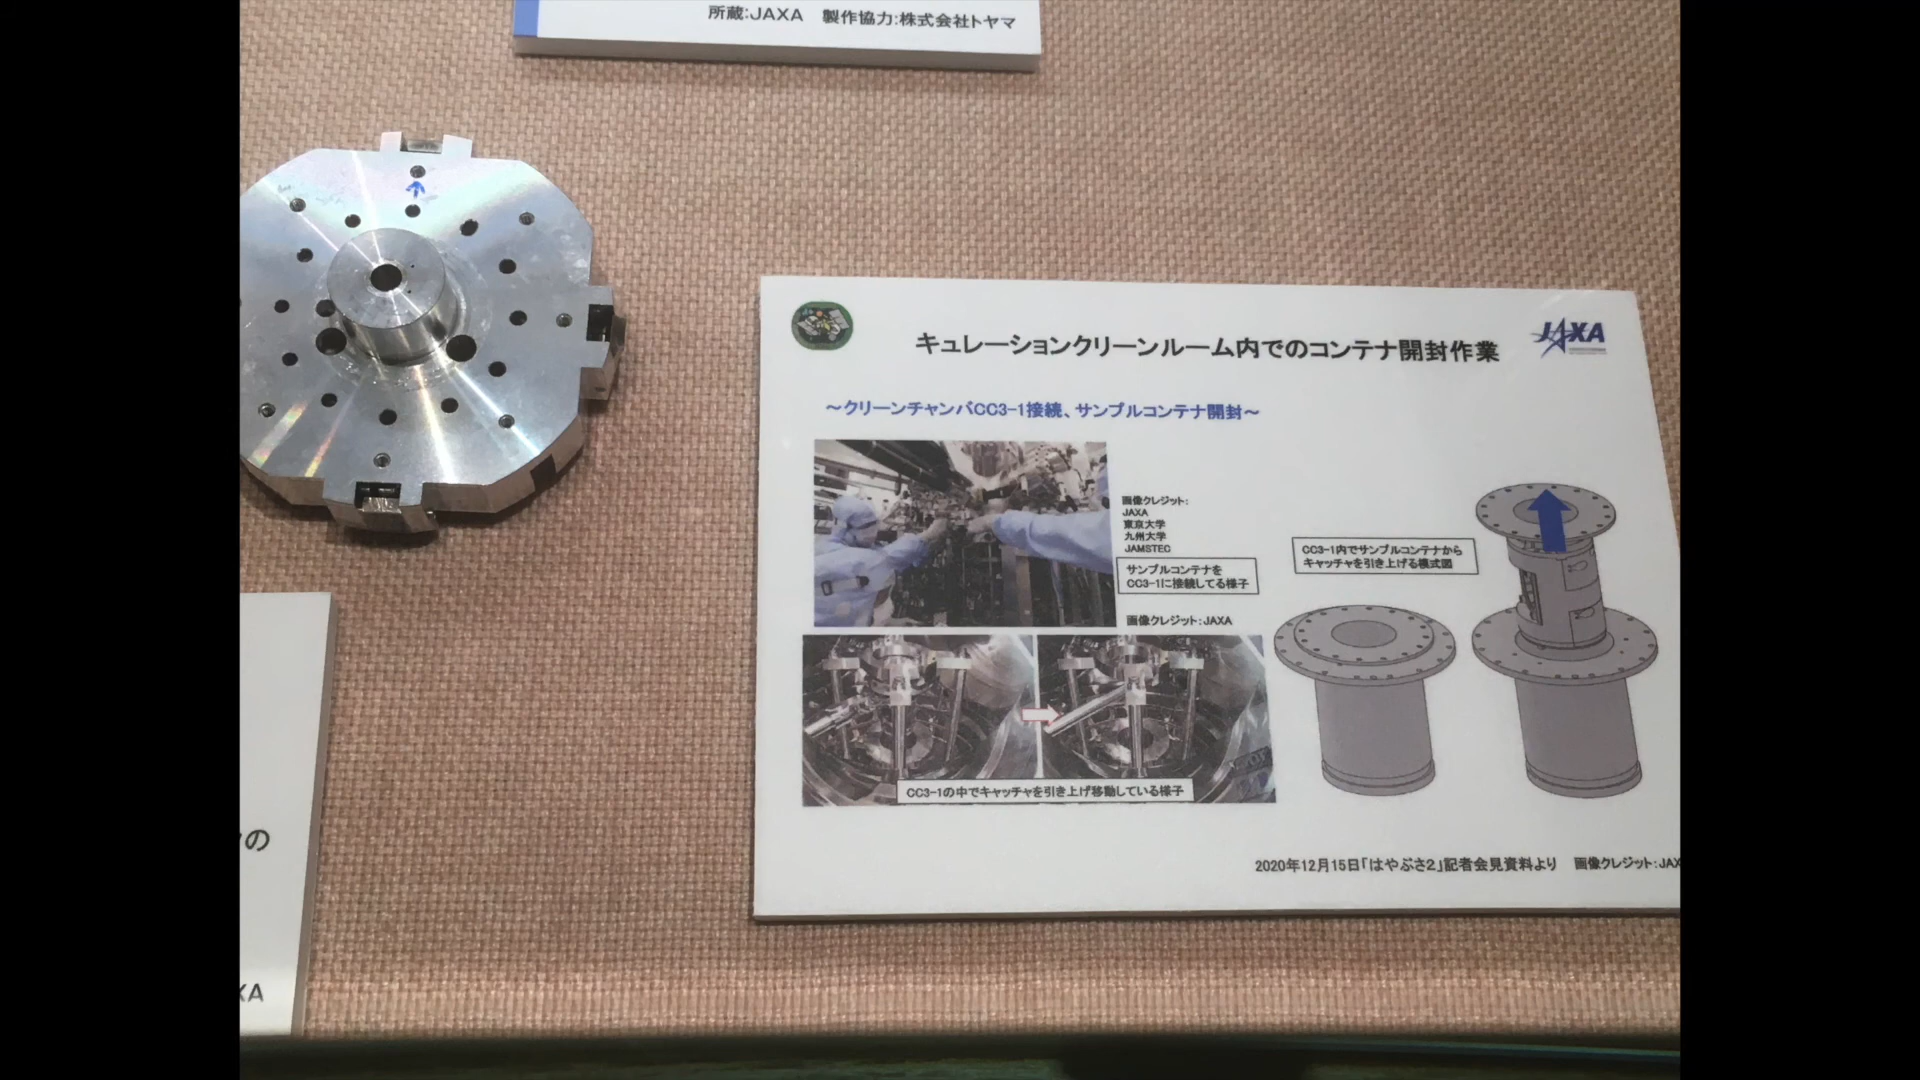 所蔵:JAXA 製作協力:株式会社トヤマ
キュレーションクリーンルーム内でのコンテナ開封作業
JAXA
～クリーンチャンバCC3-1接続、サンプルコンテナ開封～
画像クレジット:
JAXA
東京大学
九州大学
JAMSTEC
サンプルコンテナを
CC3-1に接続してる様子
画像クレジット:JAXA
CC3-1内でサンプルコンテナから
キャッチャを引き上げる模式図
CC3-1の中でキャッチャを引き上げ移動している様子
2020年12月15日「はやぶさ2」記者会見資料より 画像クレジット:JAX
の
XA